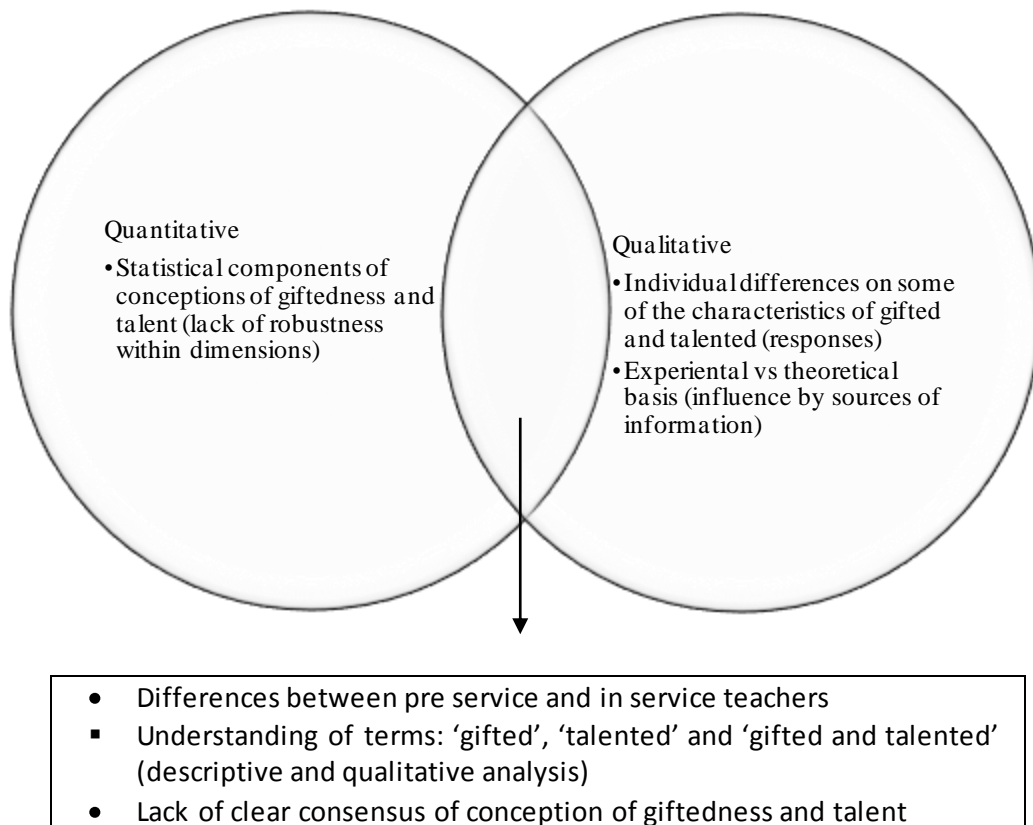 Quantitative
•Statistical components of
conceptions of giftedness and
talent (lack of robustness
within dimensions)
Qualitative
•Individual differences on some
of the characteristics of gifted
and talented (responses)
•Experiental vs theoretical
basis (influence by sources of
information)
• Differences between pre service and in service teachers
▪ Understanding of terms: ‘gifted’, ‘talented’ and ‘gifted and talented’
(descriptive and qualitative analysis)
• Lack of clear consensus of conception of giftedness and talent